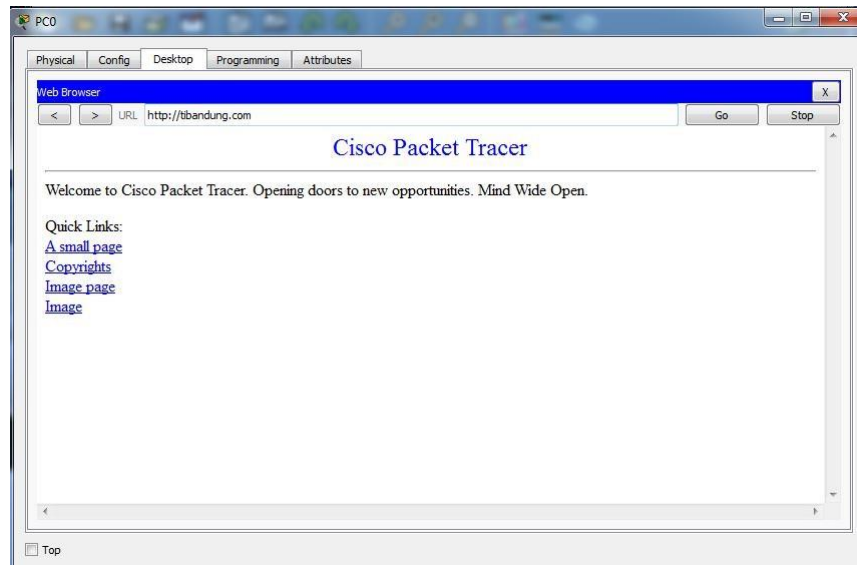 PC0
Physical Config Desktop Programming Attributes
Web Browser X
< > URL http://tibandung.com Go Stop
Cisco Packet Tracer
Welcome to Cisco Packet Tracer. Opening doors to new opportunities. Mind Wide Open.
Quick Links:
A small page
Copyrights
Image page
Image
Top